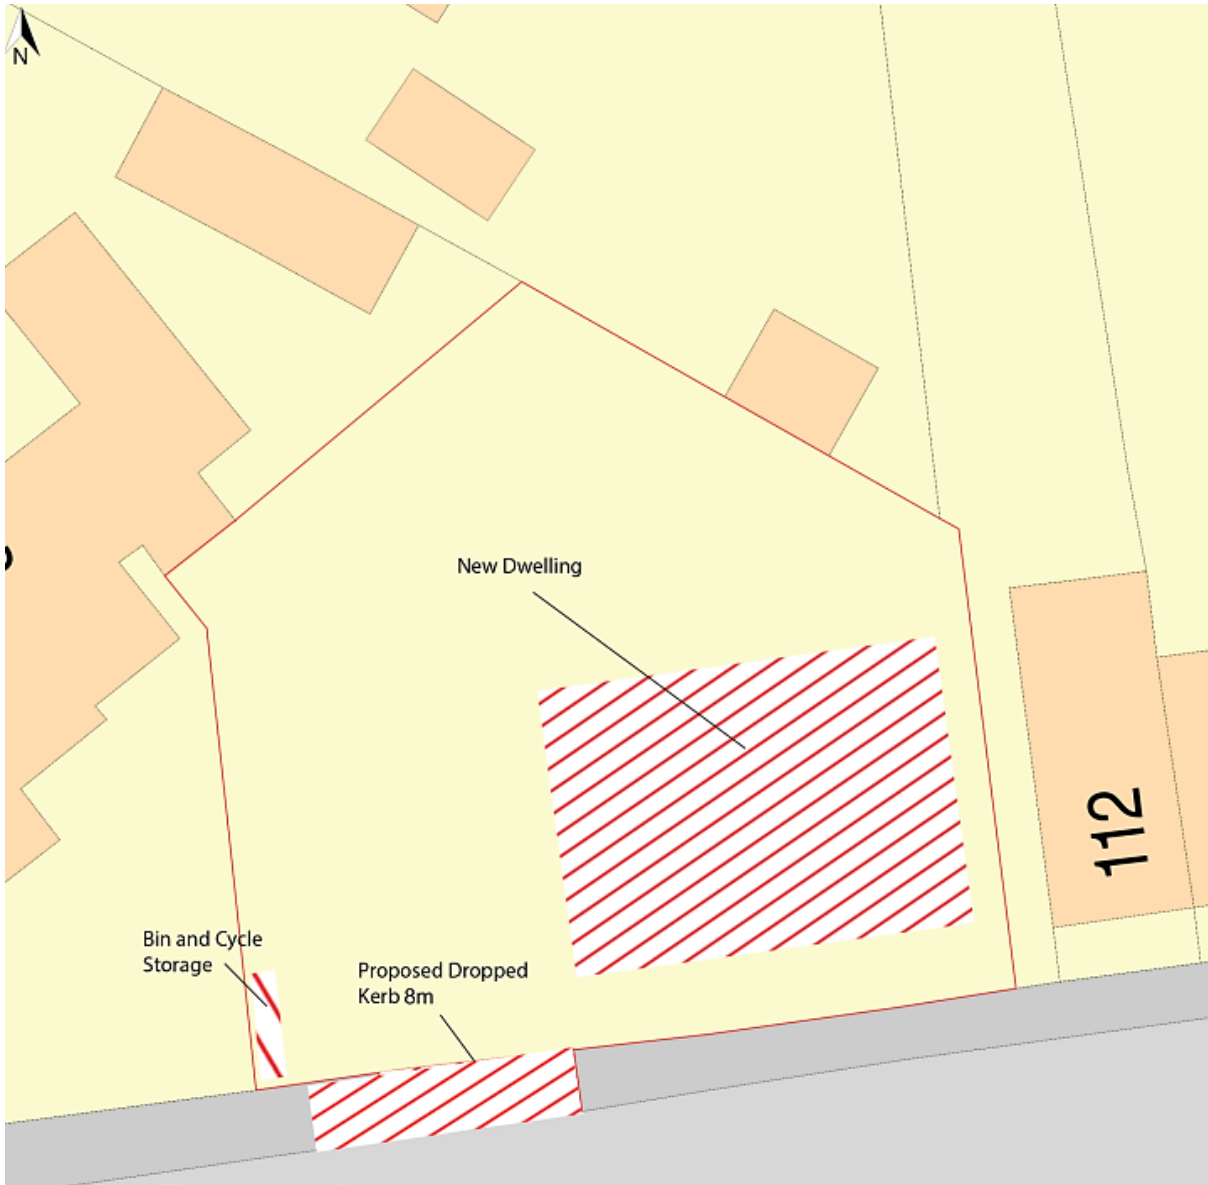 N
New Dwelling
112
Bin and Cycle
Storage
Proposed Dropped
Kerb 8m